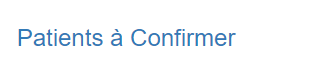 Patients à Confirmer